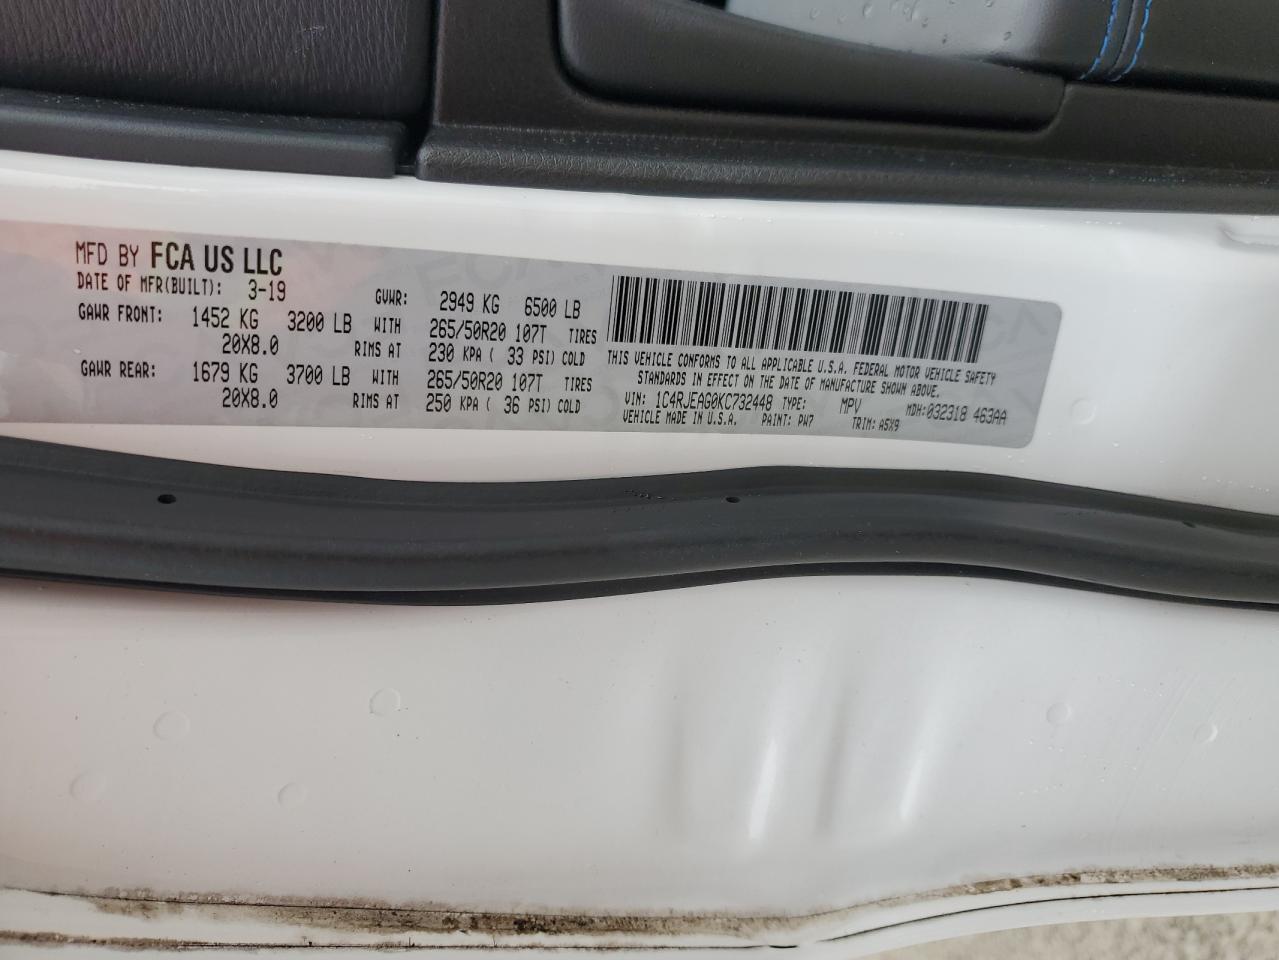 MFD BY FCA US LLC
DATE OF MFR(BUILT): 3-19 GVWR: 2949 KG 6500 LB
GAWR FRONT: 1452 KG 3200 LB WITH 265/50R20 107T TIRES
20X8.0 RIMS AT 230 KPA ( 33 PSI) COLD
GAWR REAR: 1679 KG 3700 LB WITH 265/50R20 107T TIRES
20X8.0 RIMS AT 250 KPA ( 36 PSI) COLD
THIS VEHICLE CONFORMS TO ALL APPLICABLE U.S.A. FEDERAL MOTOR VEHICLE SAFETY
STANDARDS IN EFFECT ON THE DATE OF MANUFACTURE SHOWN ABOVE.
VIN: 1C4RJEAG0KC732448 TYPE: MPV MDH:032318 463AA
VEHICLE MADE IN U.S.A. PAINT: PW7 TRIM: A5X9